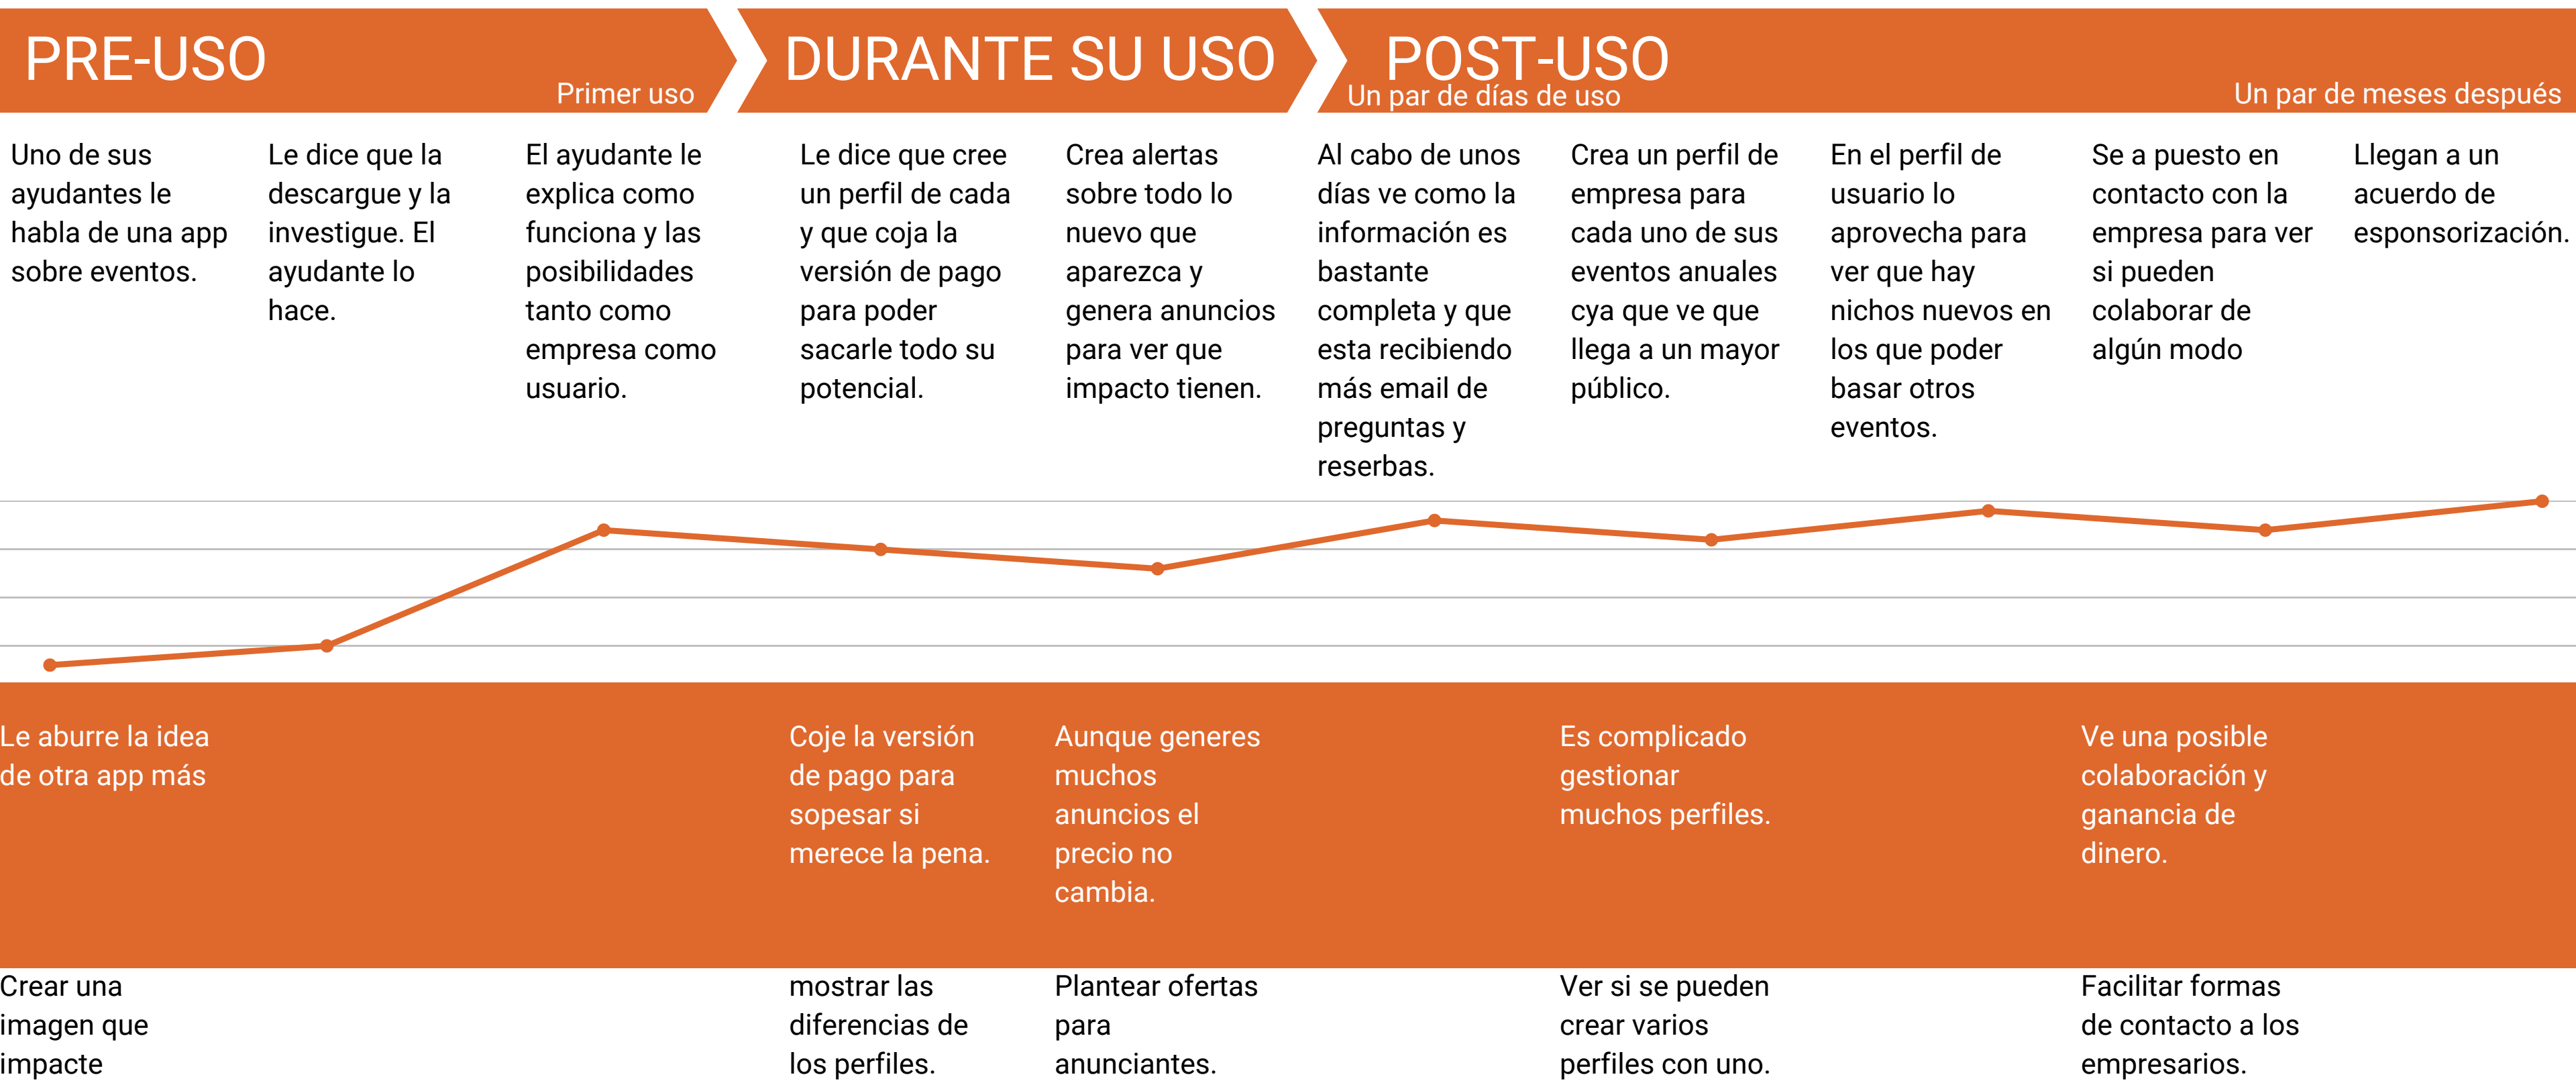 PRE-USO
Primer uso
DURANTE SU USO
POST-USO
Un par de días de uso
Un par de meses después
Uno de sus
ayudantes le
habla de una app
sobre eventos.
Le dice que la
descargue y la
investigue. El
ayudante lo
hace.
El ayudante le
explica como
funciona y las
posibilidades
tanto como
empresa como
usuario.
Le dice que cree
un perfil de cada
y que coja la
versión de pago
para poder
sacarle todo su
potencial.
Crea alertas
sobre todo lo
nuevo que
aparezca y
genera anuncios
para ver que
impacto tienen.
Al cabo de unos
días ve como la
información es
bastante
completa y que
esta recibiendo
más email de
preguntas y
reserbas.
Crea un perfil de
empresa para
cada uno de sus
eventos anuales
cya que ve que
llega a un mayor
público.
En el perfil de
usuario lo
aprovecha para
ver que hay
nichos nuevos en
los que poder
basar otros
eventos.
Se a puesto en
contacto con la
empresa para ver
si pueden
colaborar de
algún modo
Llegan a un
acuerdo de
esponsorización.
Le aburre la idea
de otra app más
Coje la versión
de pago para
sopesar si
merece la pena.
Aunque generes
muchos
anuncios el
precio no
cambia.
Es complicado
gestionar
muchos perfiles.
Ve una posible
colaboración y
ganancia de
dinero.
Crear una
imagen que
impacte
mostrar las
diferencias de
los perfiles.
Plantear ofertas
para
anunciantes.
Ver si se pueden
crear varios
perfiles con uno.
Facilitar formas
de contacto a los
empresarios.